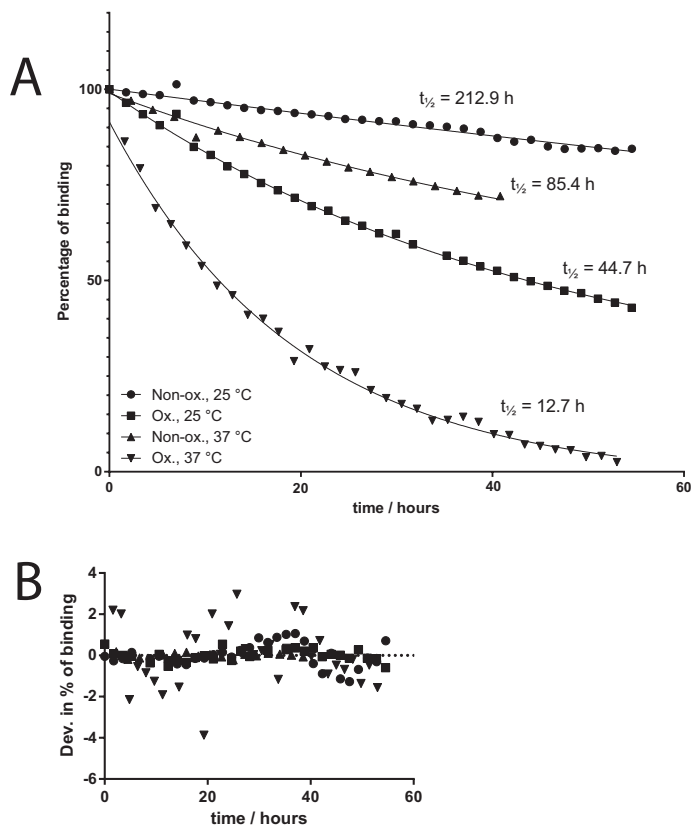 A
Percentage of binding
100
50
0
t½ = 212.9 h
t½ = 85.4 h
t½ = 44.7 h
t½ = 12.7 h
Non-ox., 25 °C
Ox., 25 °C
Non-ox., 37 °C
Ox., 37 °C
0 20 40 60
time / hours
B
Dev. in % of binding
4
2
0
-2
-4
-6
0 20 40 60
time / hours